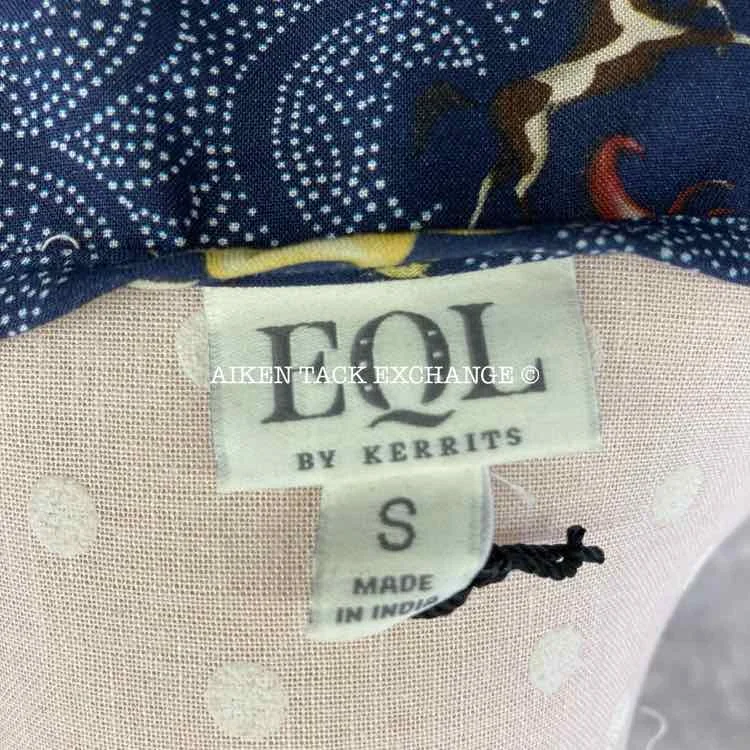 EQL
AIKEN TACK EXCHANGE ©
BY KERRITS
S
MADE
IN INDIA